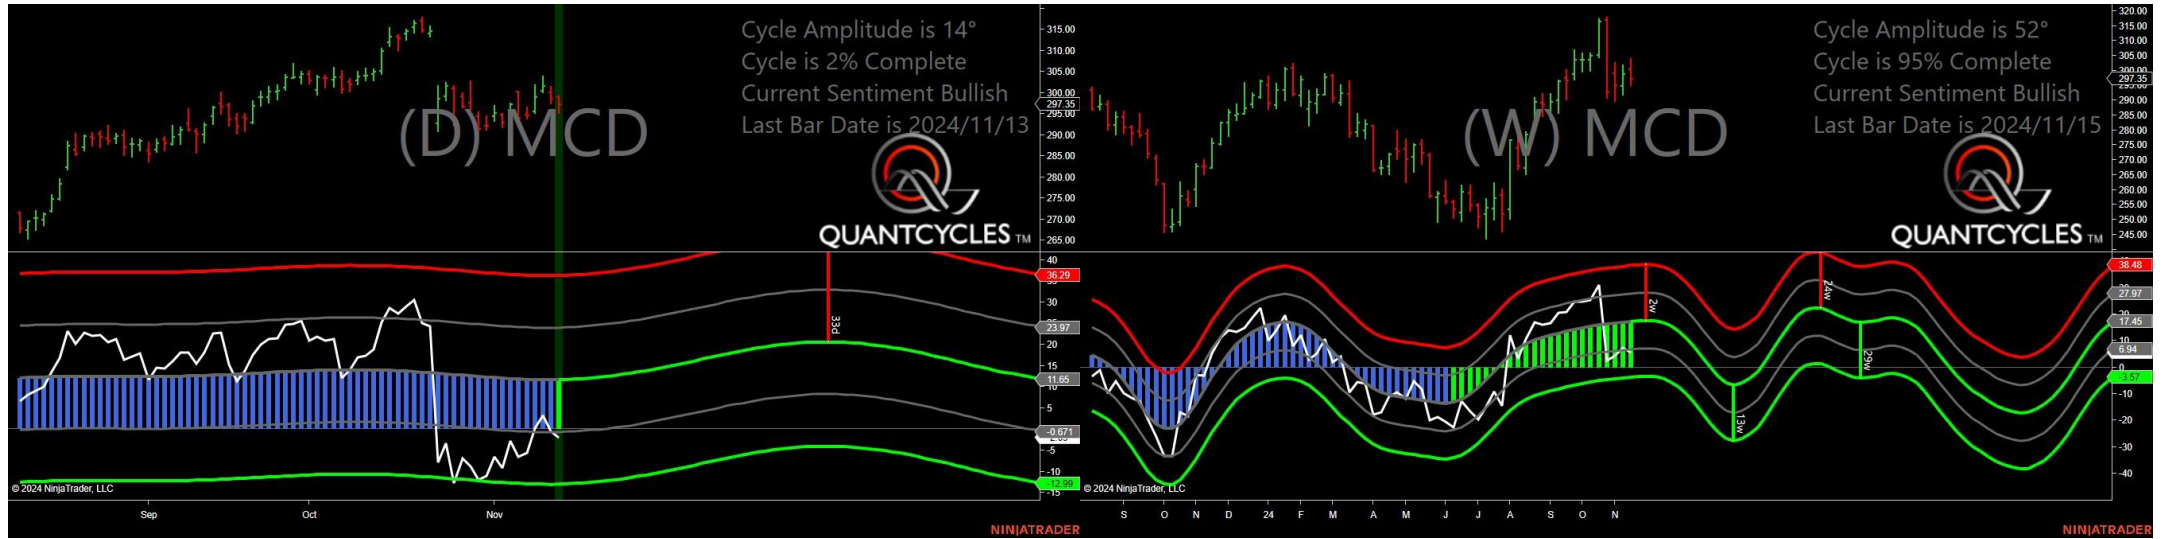 Cycle Amplitude is 14°
Cycle is 2% Complete
Current Sentiment Bullish
Last Bar Date is 2024/11/13
(D) MCD
QUANTCYCLES TM
315.00
310.00
305.00
300.00
297.35
295.00
290.00
285.00
280.00
275.00
270.00
265.00
40
36.29
30
23.97
20
15
11.65
5
-0.671
-5
-10
-12.99
-15
33d
© 2024 NinjaTrader, LLC
Sep
Oct
Nov
NINJATRADER
Cycle Amplitude is 52°
Cycle is 95% Complete
Current Sentiment Bullish
Last Bar Date is 2024/11/15
(W) MCD
QUANTCYCLES TM
320.00
315.00
310.00
305.00
300.00
297.35
290.00
285.00
280.00
275.00
270.00
265.00
260.00
255.00
250.00
245.00
38.48
27.97
17.45
10
6.94
0
-3.57
-10
-20
-30
-40
2w
13w
24w
29w
© 2024 NinjaTrader, LLC
S
O
N
D
24
F
M
A
M
J
J
A
S
O
N
NINJATRADER